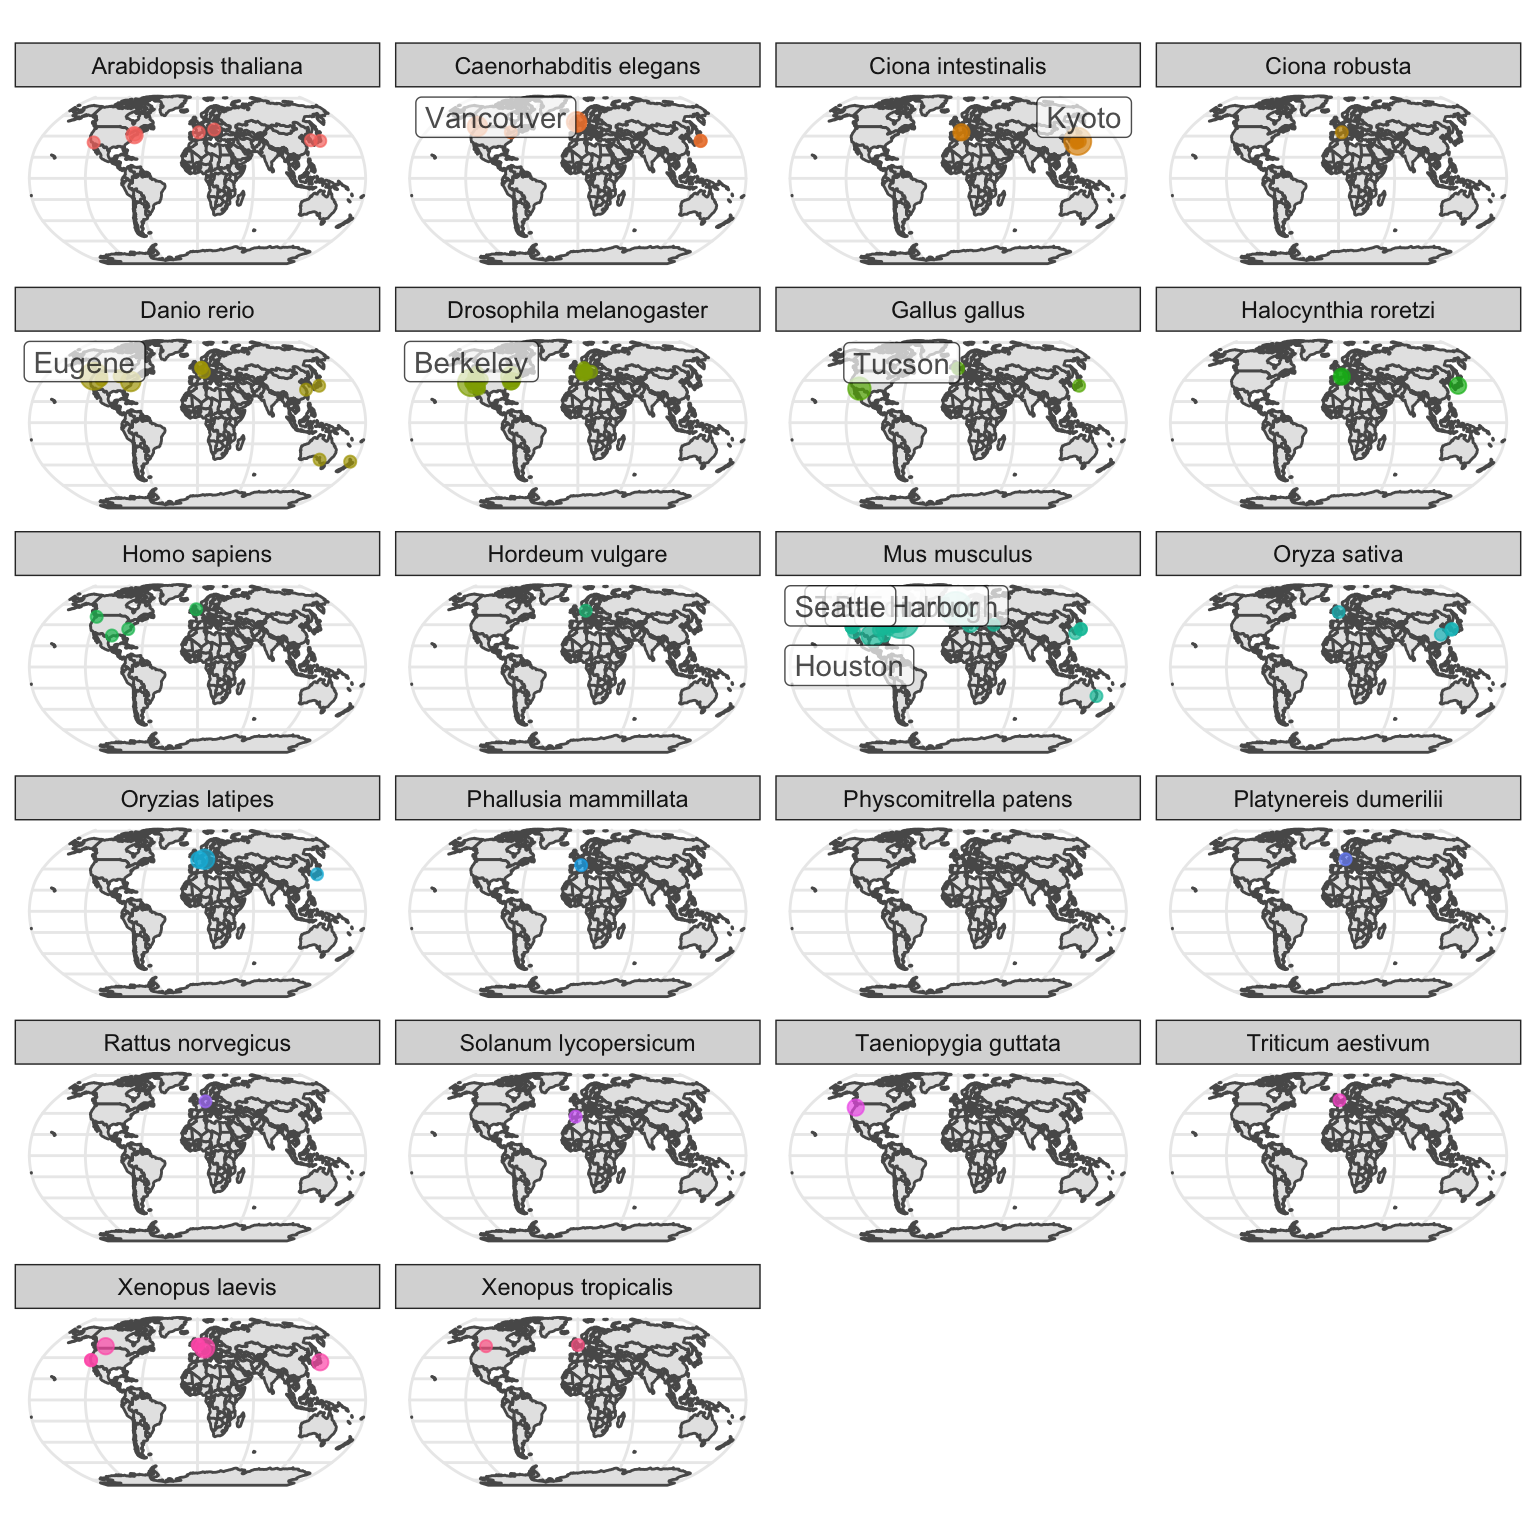 Arabidopsis thaliana
Caenorhabditis elegans
Ciona intestinalis
Ciona robusta
Vancouver
Kyoto
Danio rerio
Drosophila melanogaster
Gallus gallus
Halocynthia roretzi
Eugene
Berkeley
Tucson
Homo sapiens
Hordeum vulgare
Mus musculus
Oryza sativa
Seattle
Harbor
Houston
Oryzias latipes
Phallusia mammillata
Physcomitrella patens
Platynereis dumerilii
Rattus norvegicus
Solanum lycopersicum
Taeniopygia guttata
Triticum aestivum
Xenopus laevis
Xenopus tropicalis